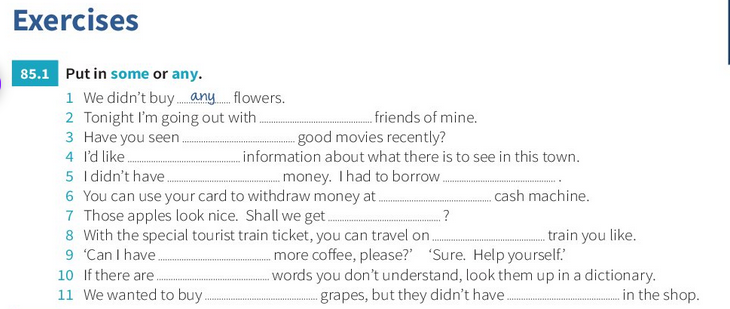 Exercises
85.1 Put in some or any.
1 We didn’t buy ....any.... flowers.
2 Tonight I’m going out with ........................ friends of mine.
3 Have you seen ........................ good movies recently?
4 I’d like ........................ information about what there is to see in this town.
5 I didn’t have ........................ money. I had to borrow ........................ .
6 You can use your card to withdraw money at ........................ cash machine.
7 Those apples look nice. Shall we get ........................ ?
8 With the special tourist train ticket, you can travel on ........................ train you like.
9 ‘Can I have ........................ more coffee, please?’ ‘Sure. Help yourself.’
10 If there are ........................ words you don’t understand, look them up in a dictionary.
11 We wanted to buy ........................ grapes, but they didn’t have ........................ in the shop.